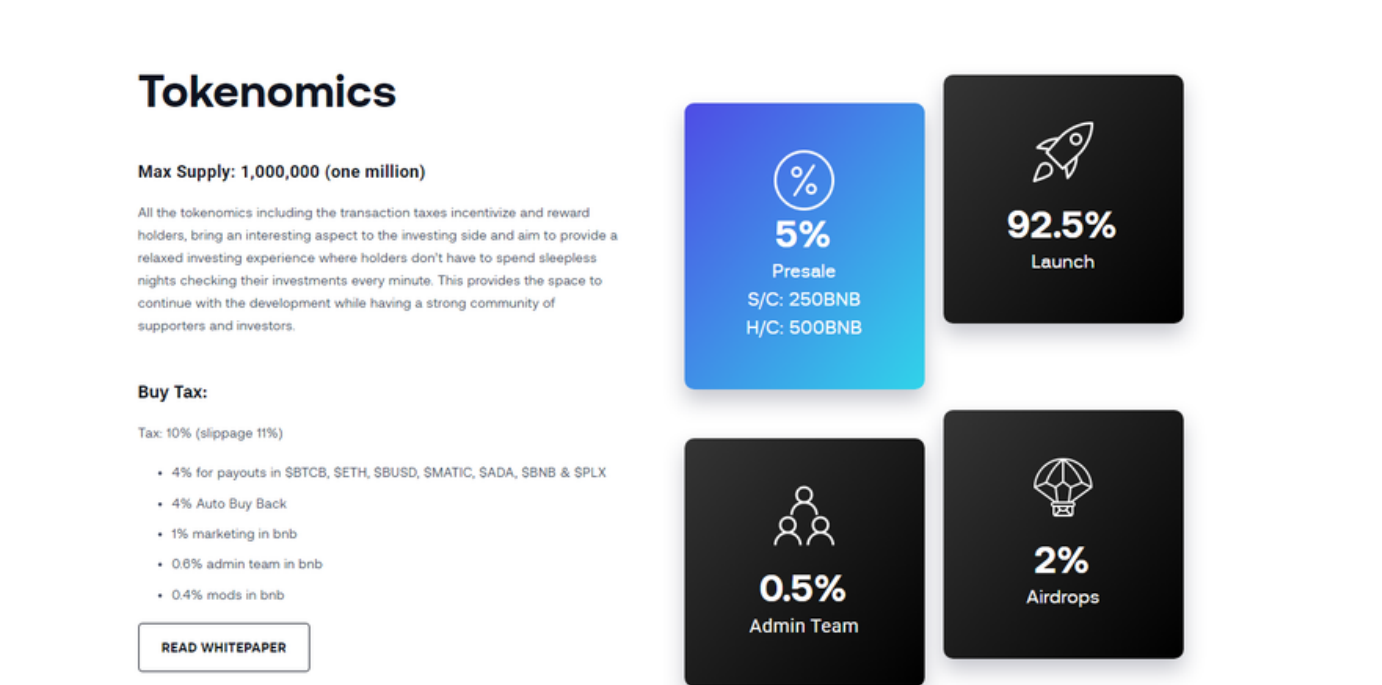 Tokenomics
Max Supply: 1,000,000 (one million)
All the tokenomics including the transaction taxes incentivize and reward
holders, bring an interesting aspect to the investing side and aim to provide a
relaxed investing experience where holders don't have to spend sleepless
nights checking their investments every minute. This provides the space to
continue with the development while having a strong community of
supporters and investors.
Buy Tax:
Tax: 10% (slippage 11%)
• 4% for payouts in $BTCB, $ETH, $BUSD, $MATIC, $ADA, $BNB & $PLX
• 4% Auto Buy Back
• 1% marketing in bnb
• 0.6% admin team in bnb
• 0.4% mods in bnb
READ WHITEPAPER
%
5%
Presale
S/C: 250BNB
H/C: 500BNB
92.5%
Launch
0.5%
Admin Team
2%
Airdrops